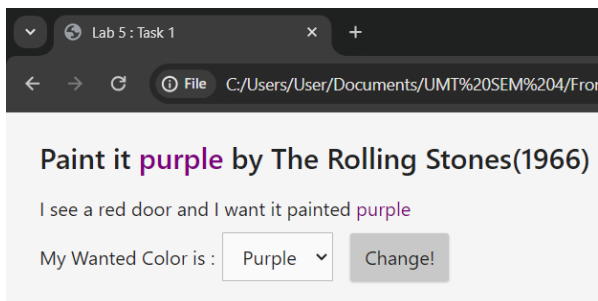 Lab 5 : Task 1
File C:/Users/User/Documents/UMT%20SEM%204/Fror
Paint it purple by The Rolling Stones(1966)
I see a red door and I want it painted purple
My Wanted Color is : Purple Change!